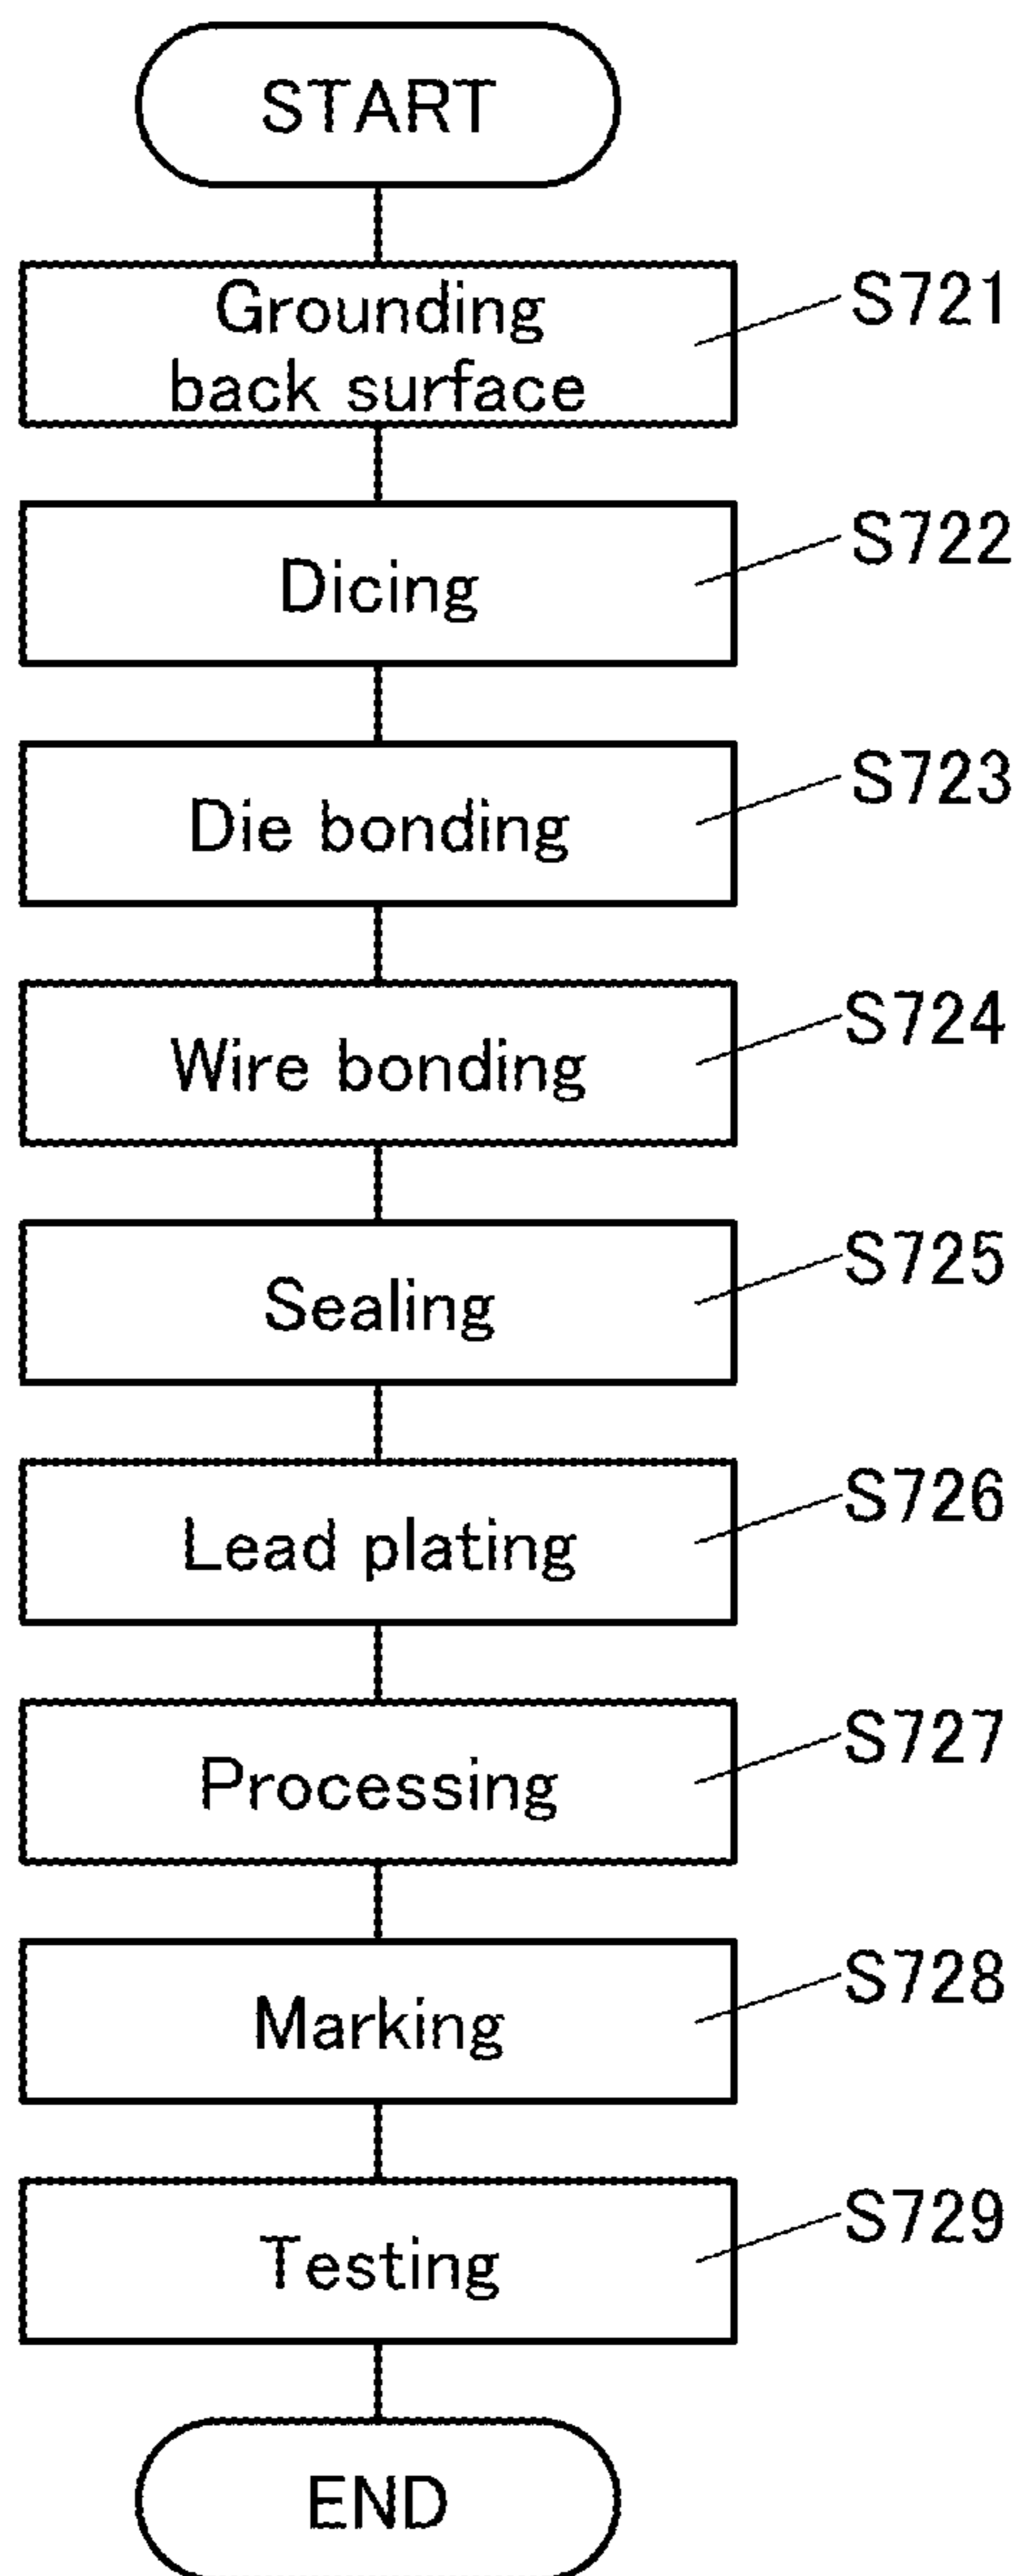 START
Grounding
back surface
S721
Dicing
S722
Die bonding
S723
Wire bonding
S724
Sealing
S725
Lead plating
S726
Processing
S727
Marking
S728
Testing
S729
END